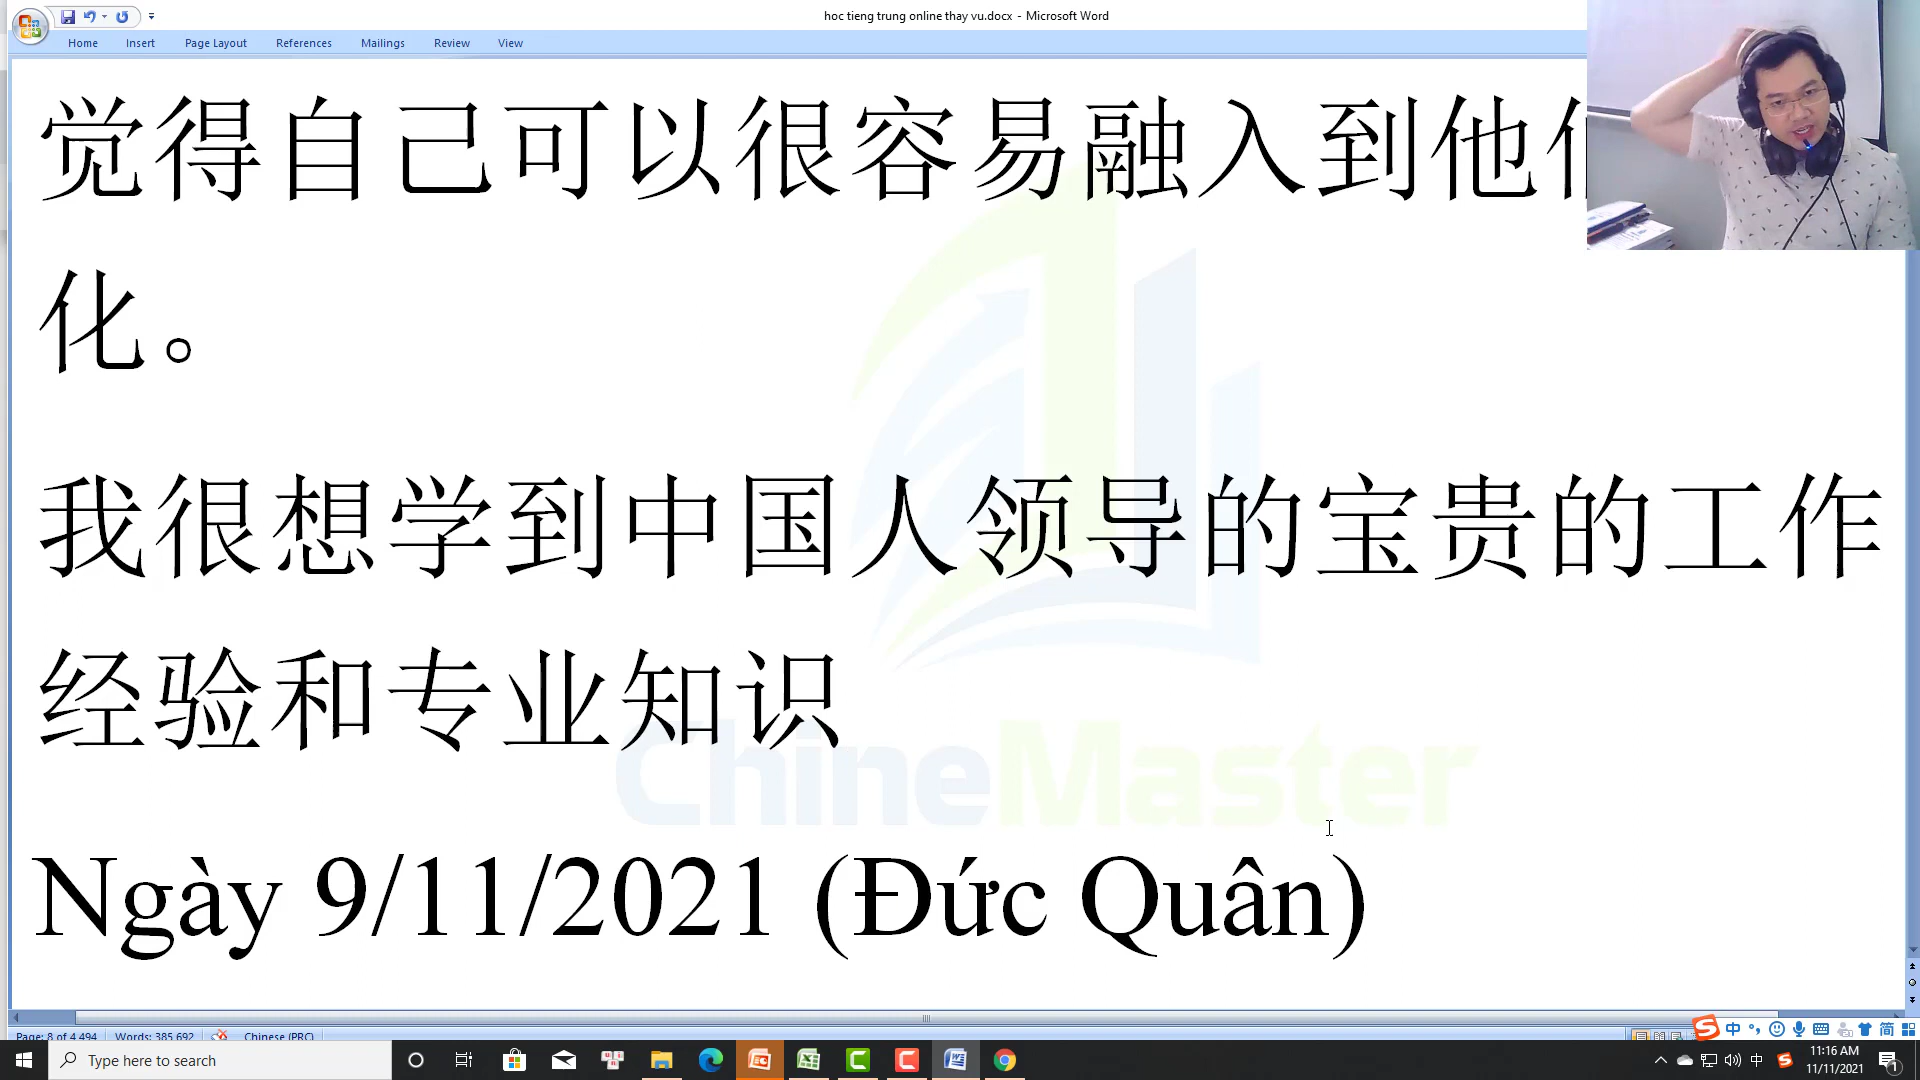 hoc tieng trung online thay vu.docx - Microsoft Word
Home Insert Page Layout References Mailings Review View
觉得自己可以很容易融入到他
化。
我很想学到中国人领导的宝贵的工作
经验和专业知识
ChineMaster
Ngày 9/11/2021 (Đức Quân)
Page: 8 of 4,494 Words: 385,692 Chinese (PRC)
中 简
Type here to search
中
11:16 AM
11/11/2021
1